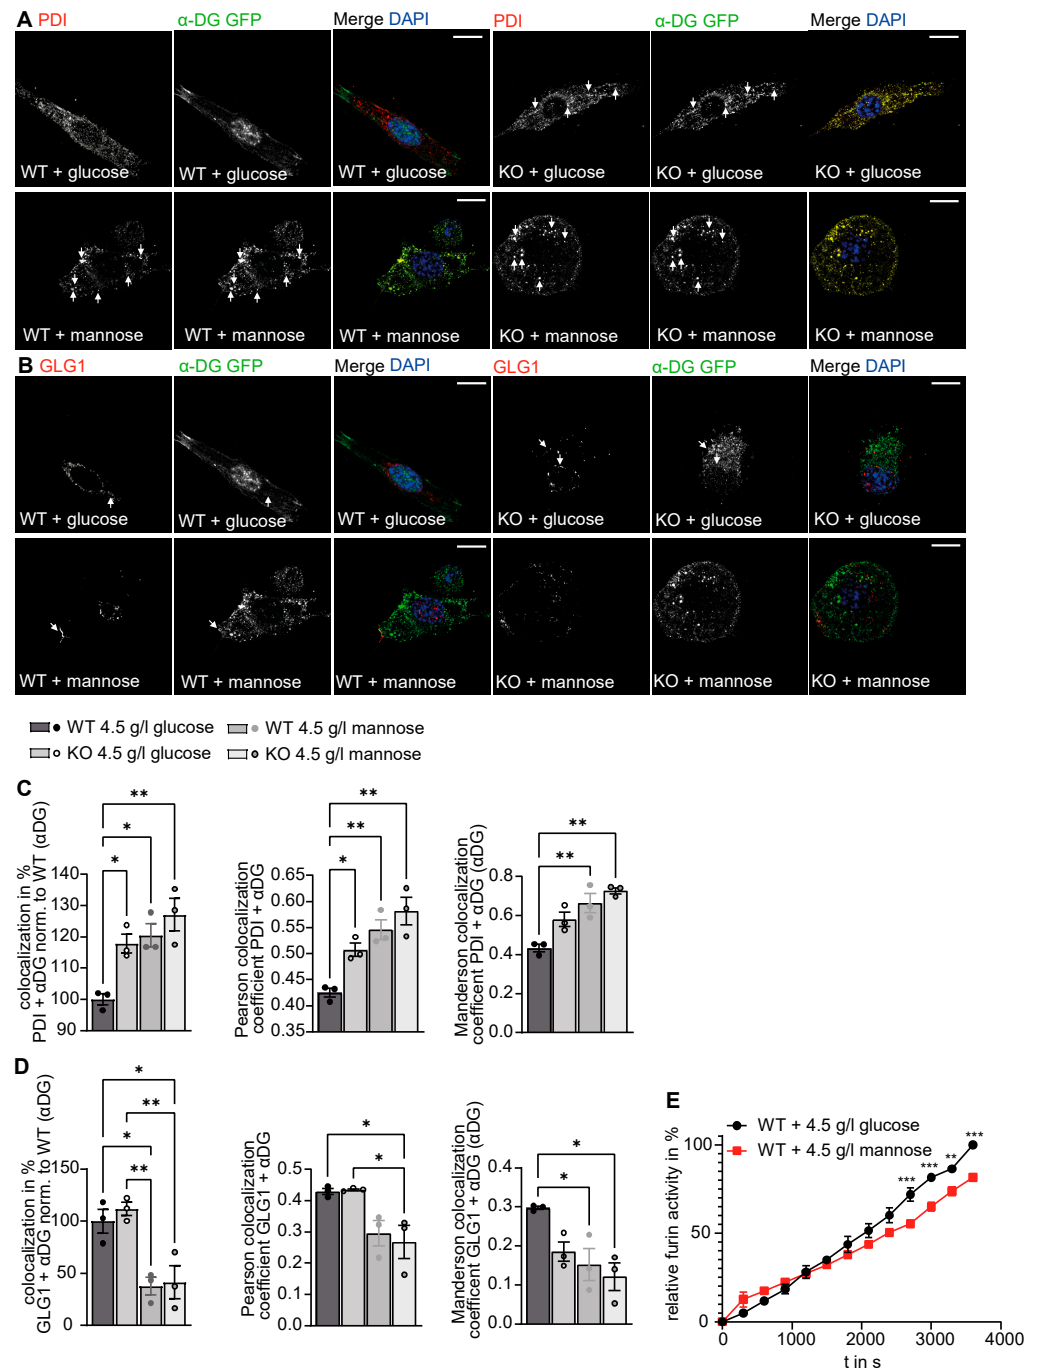 A PDI α-DG GFP Merge DAPI PDI α-DG GFP Merge DAPI
WT + glucose WT + glucose WT + glucose KO + glucose KO + glucose KO + glucose
WT + mannose WT + mannose WT + mannose KO + mannose KO + mannose KO + mannose
B GLG1 α-DG GFP Merge DAPI GLG1 α-DG GFP Merge DAPI
WT + glucose WT + glucose WT + glucose KO + glucose KO + glucose KO + glucose
WT + mannose WT + mannose WT + mannose KO + mannose KO + mannose KO + mannose
WT 4.5 g/l glucose WT 4.5 g/l mannose
KO 4.5 g/l glucose KO 4.5 g/l mannose
C
colocalization in %
PDI + αDG norm. to WT (αDG)
140
130
120
110
100
90
* * **
Pearson colocalization
coefficient PDI + αDG
0.65
0.60
0.55
0.50
0.45
0.40
0.35
* ** **
Manderson colocalization
coefficent PDI + αDG (αDG)
0.8
0.6
0.4
0.2
0.0
** **
D
colocalization in %
GLG1 + αDG norm. to WT (αDG)
150
100
50
0
* ** * **
Pearson colocalization
coefficient GLG1 + αDG
0.5
0.4
0.3
0.2
0.1
0.0
* *
Manderson colocalization
coefficient GLG1 + αDG (αDG)
0.4
0.3
0.2
0.1
0.0
* *
E
WT + 4.5 g/l glucose
WT + 4.5 g/l mannose
relative furin activity in %
100
50
0
*** *** ** ***
0 1000 2000 3000 4000
t in s